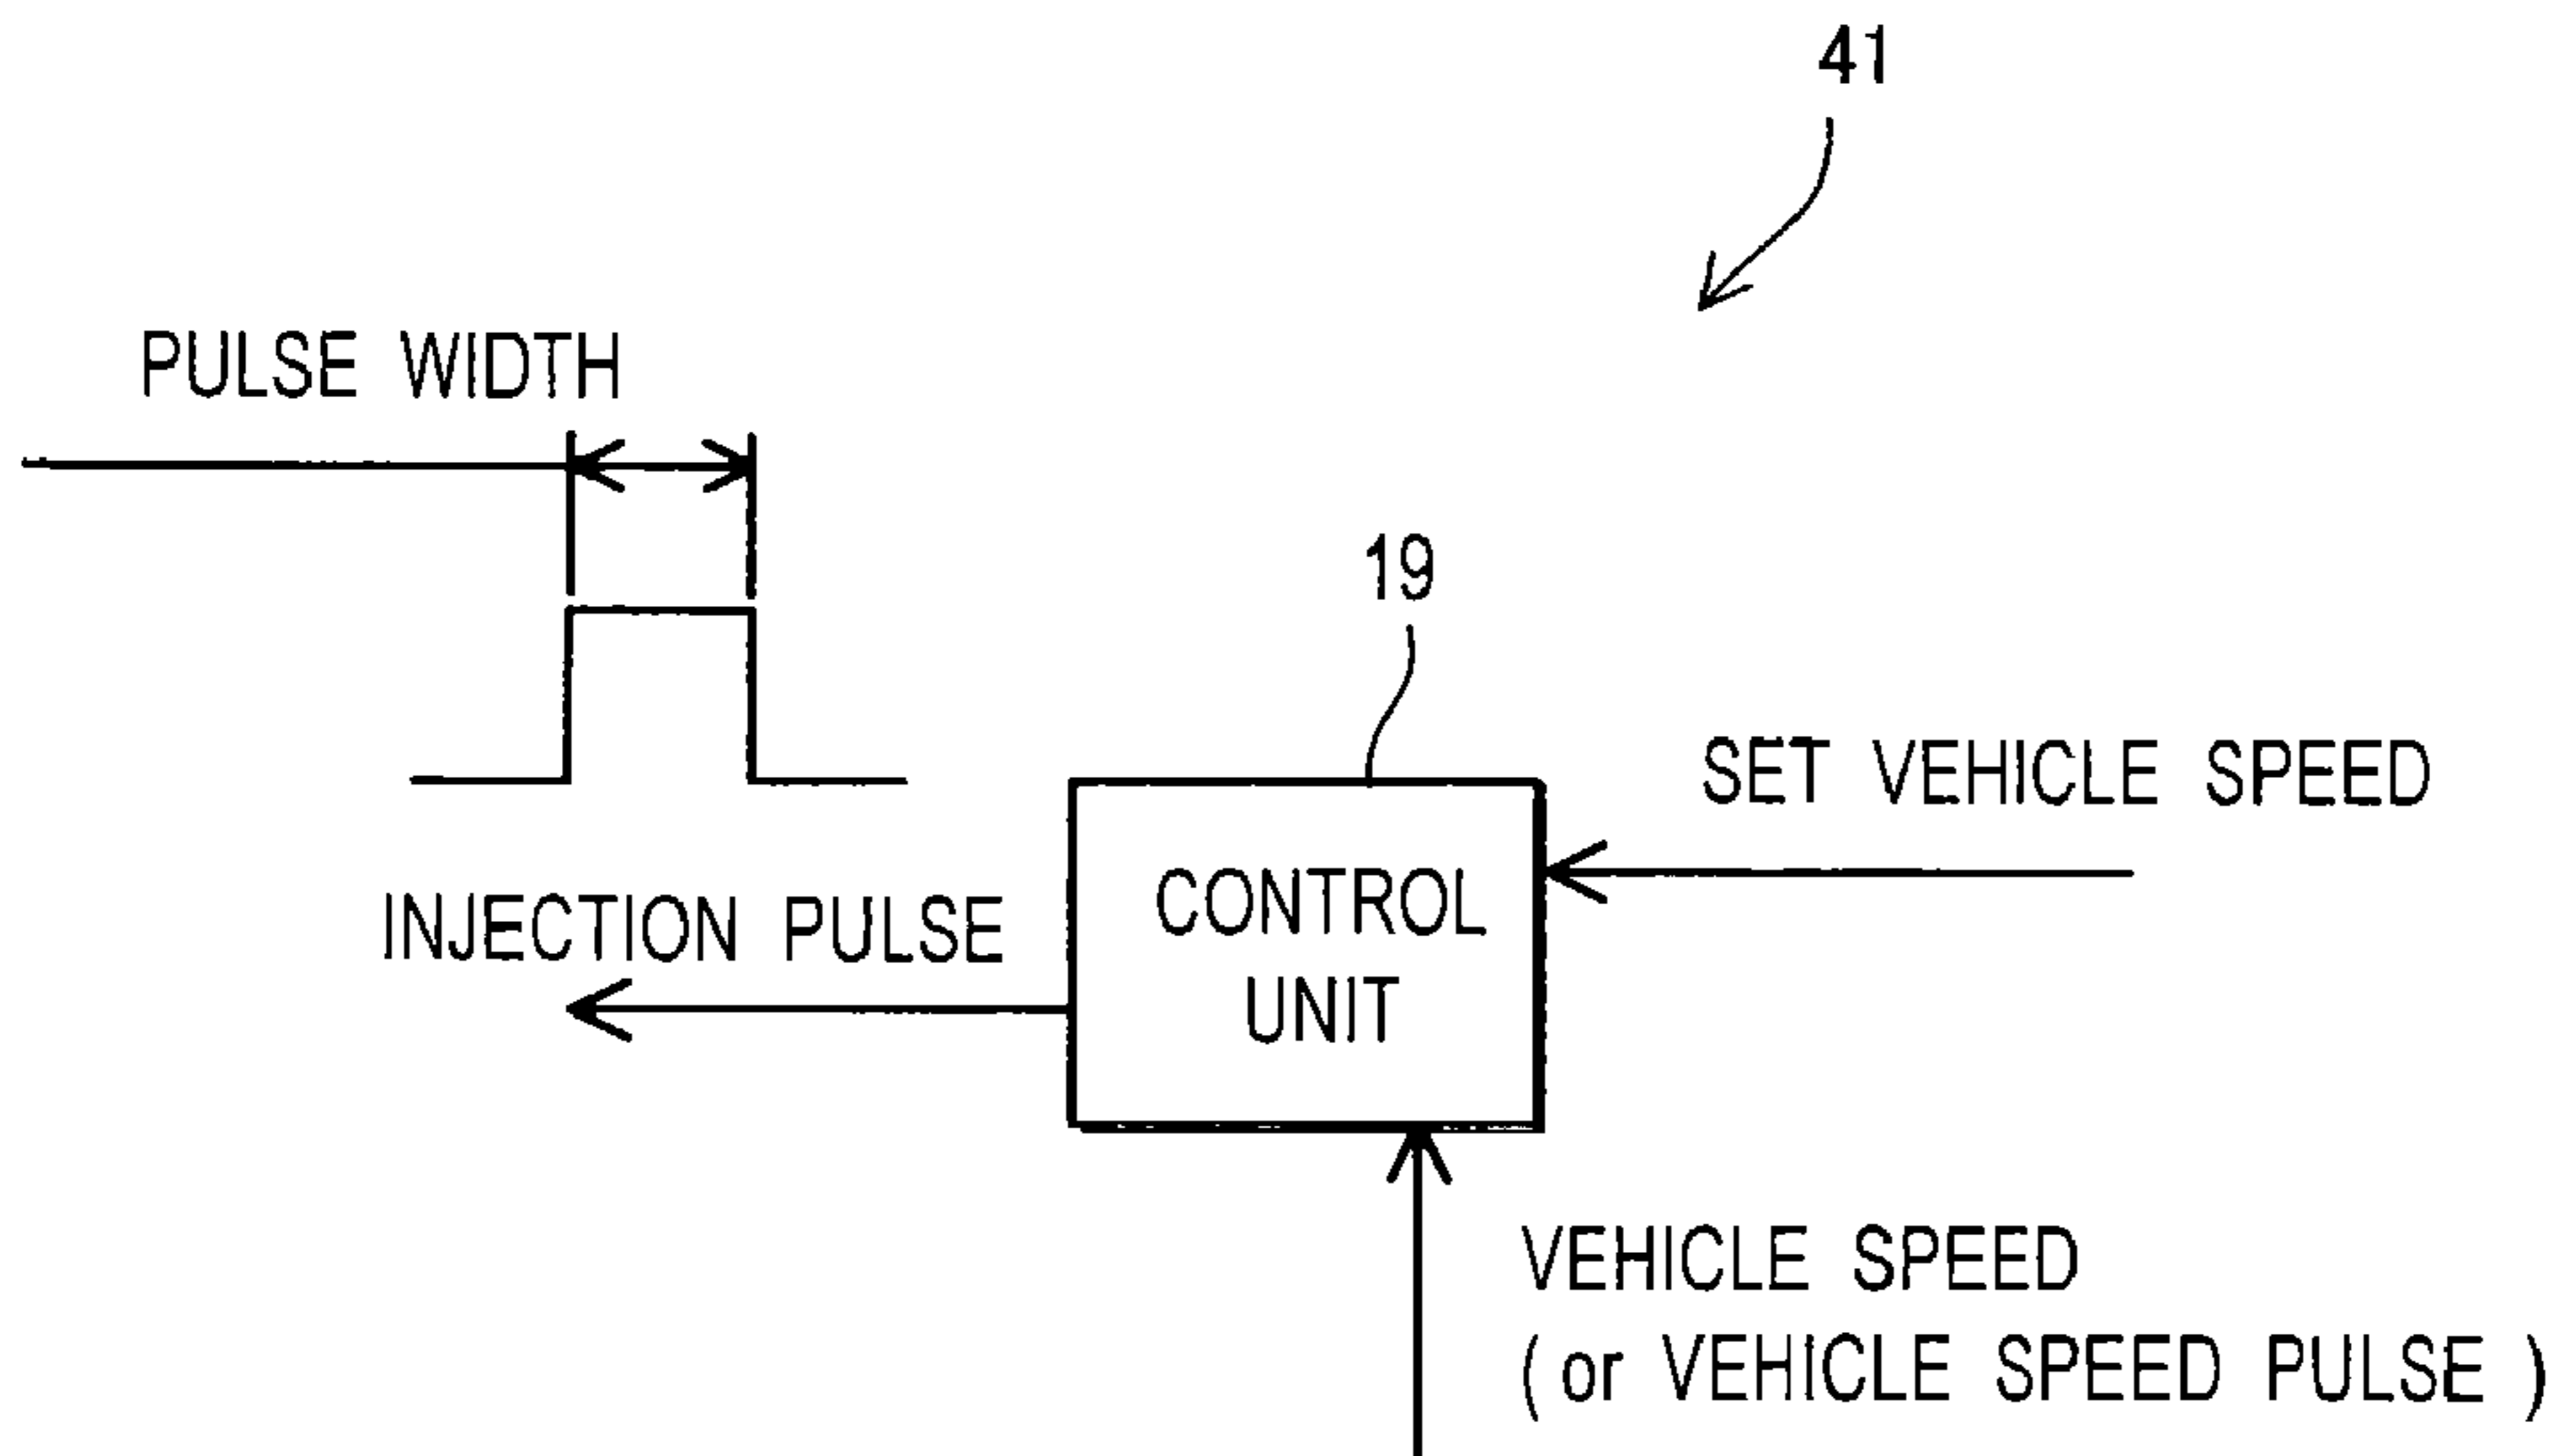 41
PULSE WIDTH
19
SET VEHICLE SPEED
INJECTION PULSE
CONTROL
UNIT
VEHICLE SPEED
( or VEHICLE SPEED PULSE )